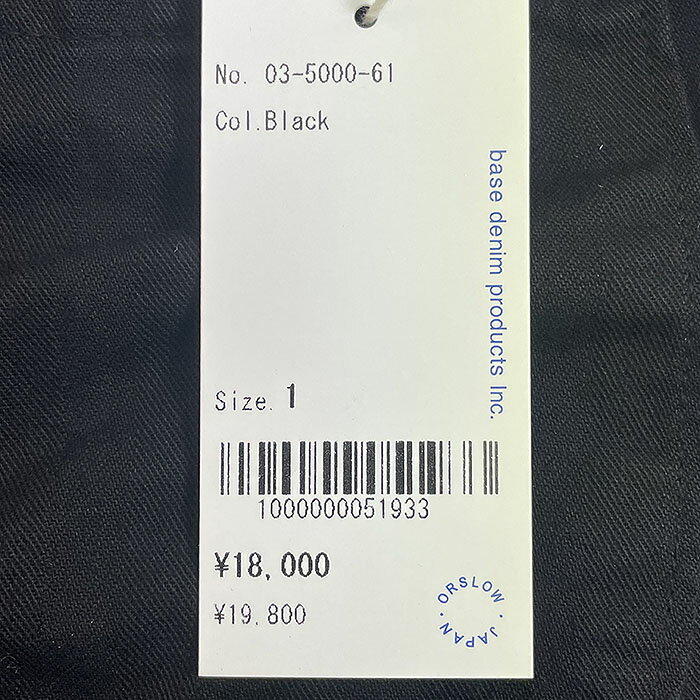 No. 03-5000-61
Col.Black
base denim products Inc.
Size. 1
1000000051933
¥18,000
¥19,800
ORSLOW · JAPAN ·